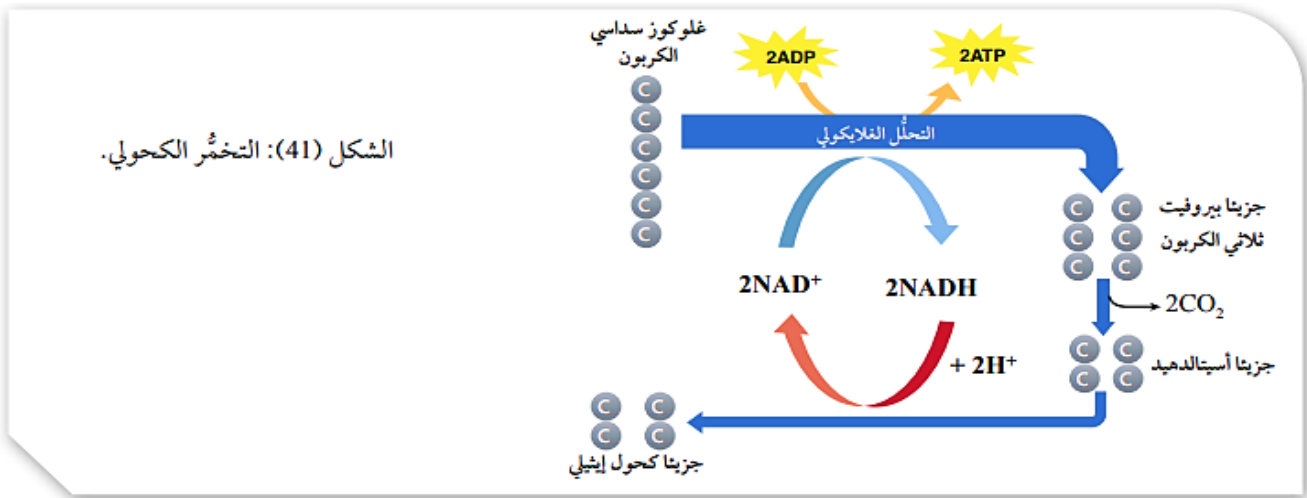 غلوكوز سداسي
الكربون
2ADP
2ATP
C
C
C
C
C
C
التحلُّل الغلايكولي
الشكل (41): التخمُّر الكحولي.
C C
C C
C C
جزيئا بيروفيت
ثلاثي الكربون
2NAD⁺
2NADH
+ 2H⁺
2CO₂
C C
C C
جزيئا أسيتالدهيد
C C
C C
جزيئا كحول إيثيلي